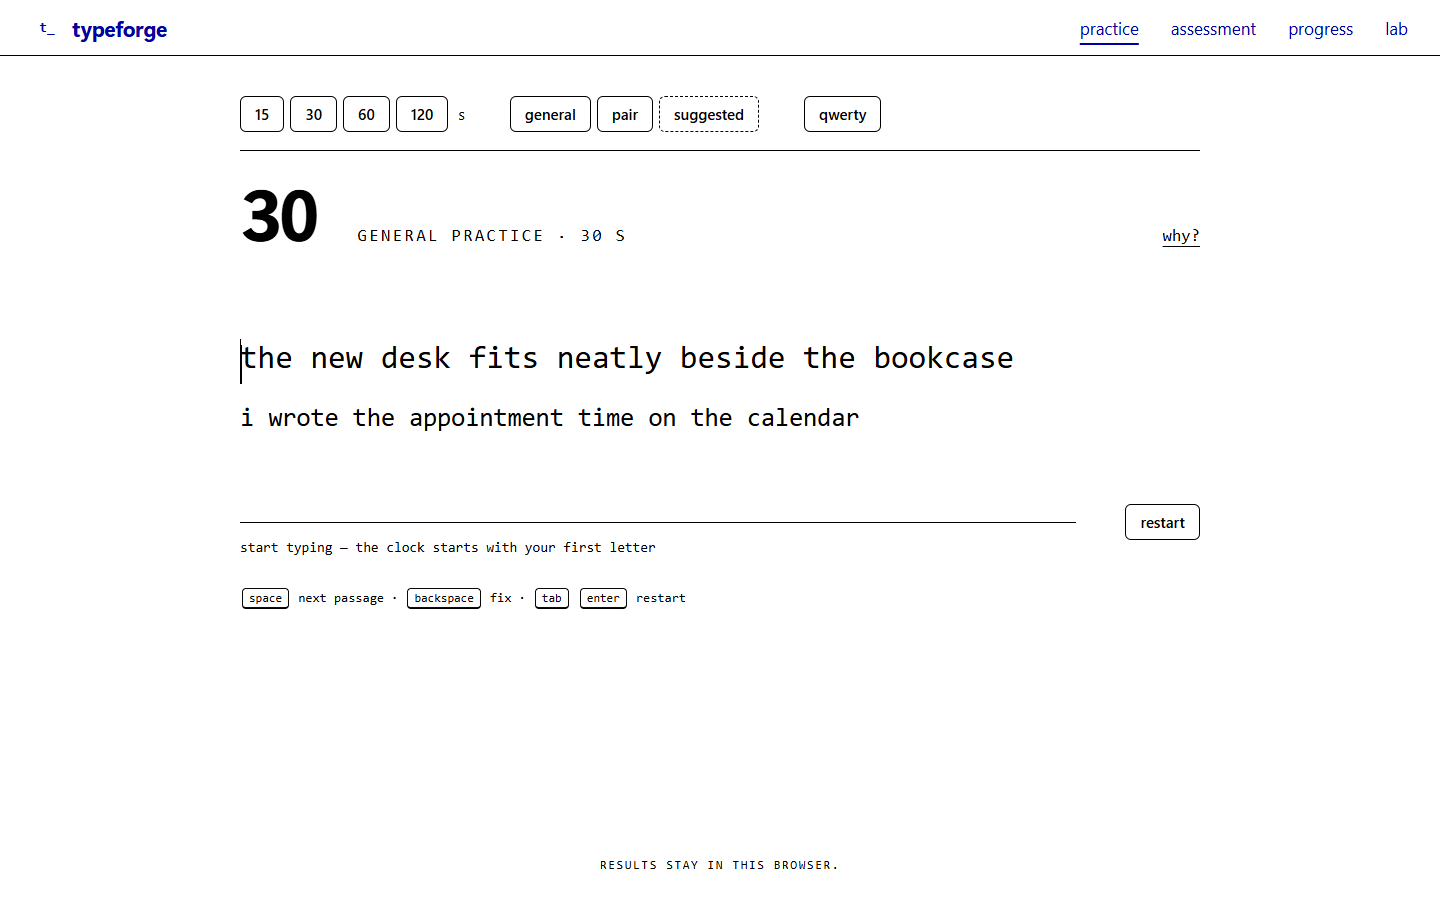 t_ typeforge practice assessment progress lab
15 30 60 120 s general pair suggested qwerty
30 GENERAL PRACTICE · 30 S why?
the new desk fits neatly beside the bookcase
i wrote the appointment time on the calendar
restart
start typing — the clock starts with your first letter
space next passage · backspace fix · tab enter restart
RESULTS STAY IN THIS BROWSER.